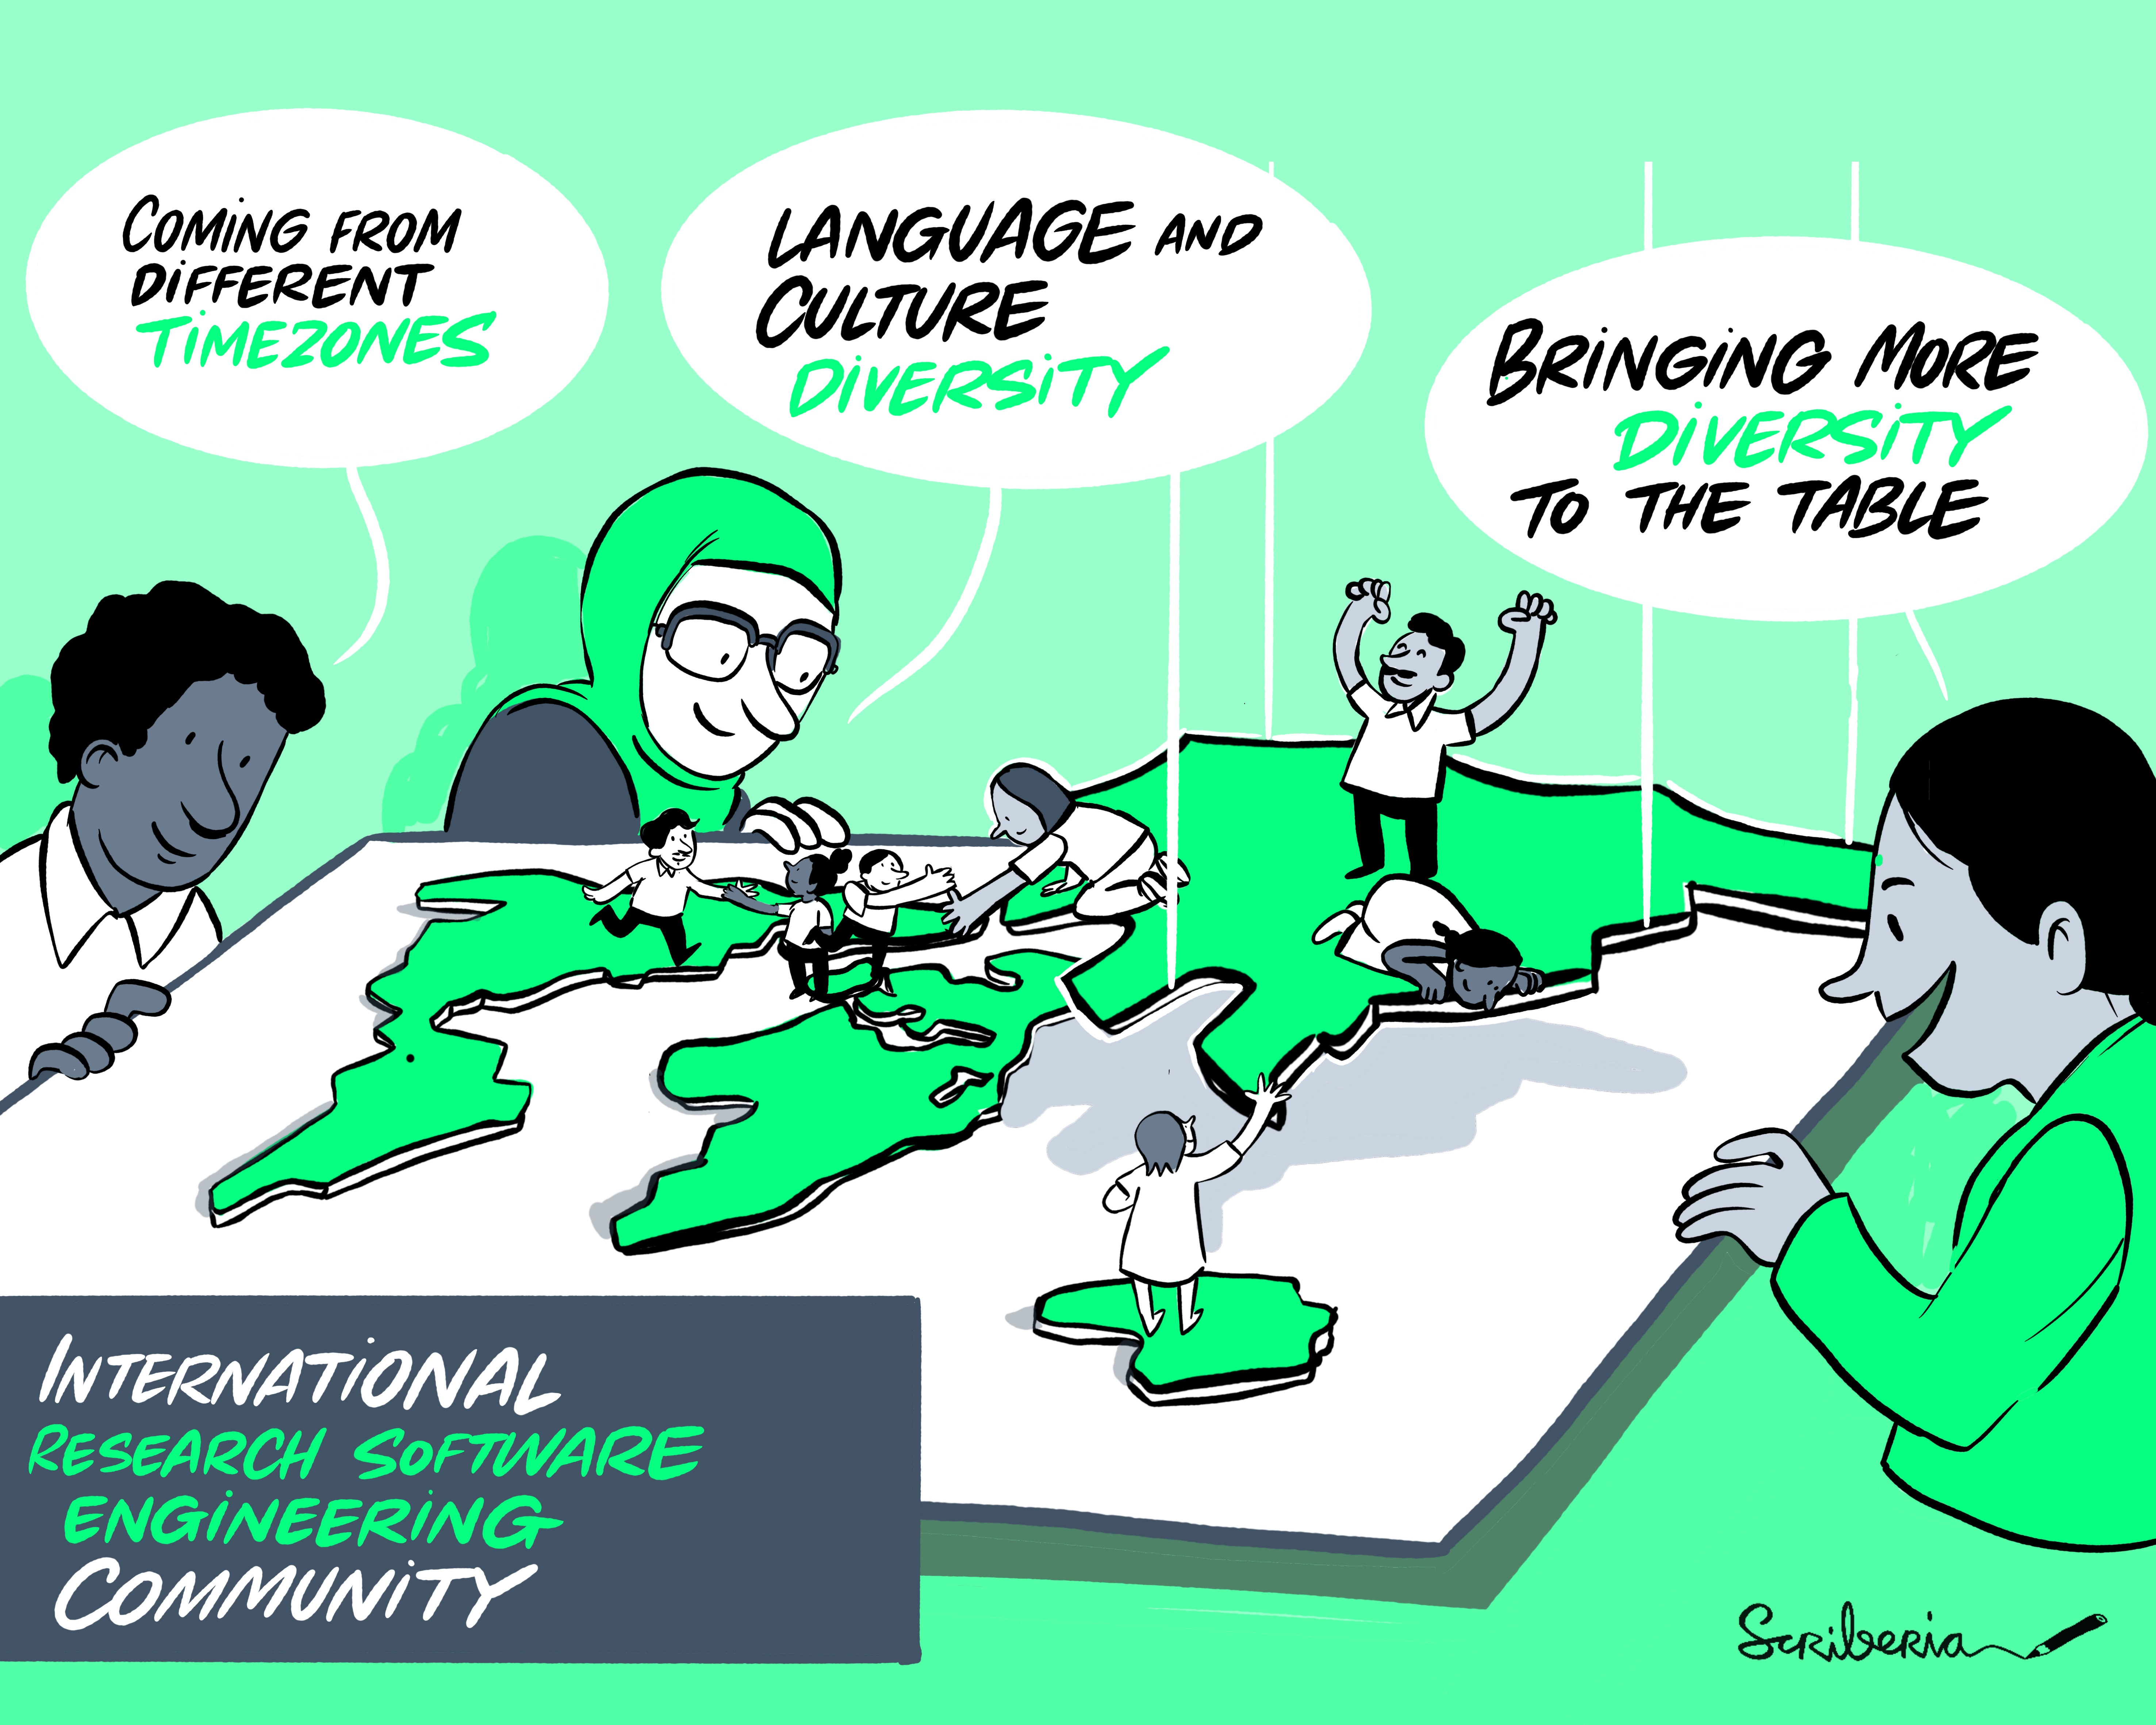 Coming from
different
timezones
Language and
Culture
Diversity
Bringing More
Diversity
to the table
International
Research Software
Engineering
Community
Scriberia